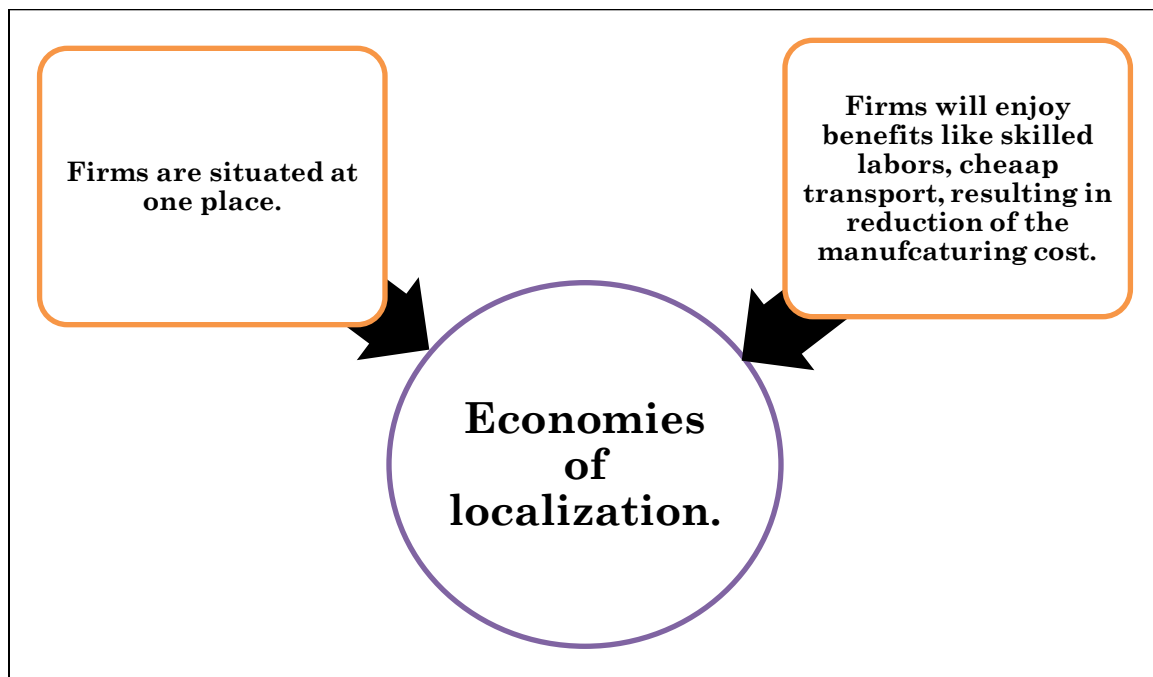 Firms are situated at
one place.
Firms will enjoy
benefits like skilled
labors, cheaap
transport, resulting in
reduction of the
manufcaturing cost.
Economies
of
localization.